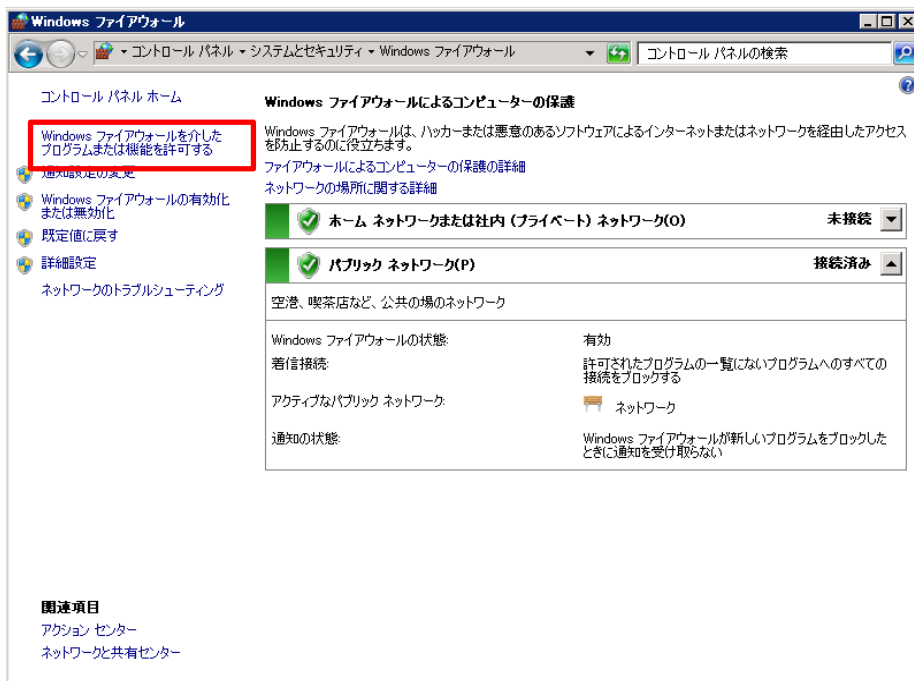 Windows ファイアウォール
コントロール パネル ▾ システムとセキュリティ ▾ Windows ファイアウォール
コントロール パネルの検索
コントロール パネル ホーム
Windows ファイアウォールを介した
プログラムまたは機能を許可する
通知設定の変更
Windows ファイアウォールの有効化
または無効化
既定値に戻す
詳細設定
ネットワークのトラブルシューティング
Windows ファイアウォールによるコンピューターの保護
Windows ファイアウォールは、ハッカーまたは悪意のあるソフトウェアによるインターネットまたはネットワークを経由したアクセス
を防止するのに役立ちます。
ファイアウォールによるコンピューターの保護の詳細
ネットワークの場所に関する詳細
ホーム ネットワークまたは社内 (プライベート) ネットワーク(O) 未接続
パブリック ネットワーク(P) 接続済み
空港、喫茶店など、公共の場のネットワーク
Windows ファイアウォールの状態: 有効
着信接続: 許可されたプログラムの一覧にないプログラムへのすべての
接続をブロックする
アクティブなパブリック ネットワーク: ネットワーク
通知の状態: Windows ファイアウォールが新しいプログラムをブロックした
ときに通知を受け取らない
関連項目
アクション センター
ネットワークと共有センター